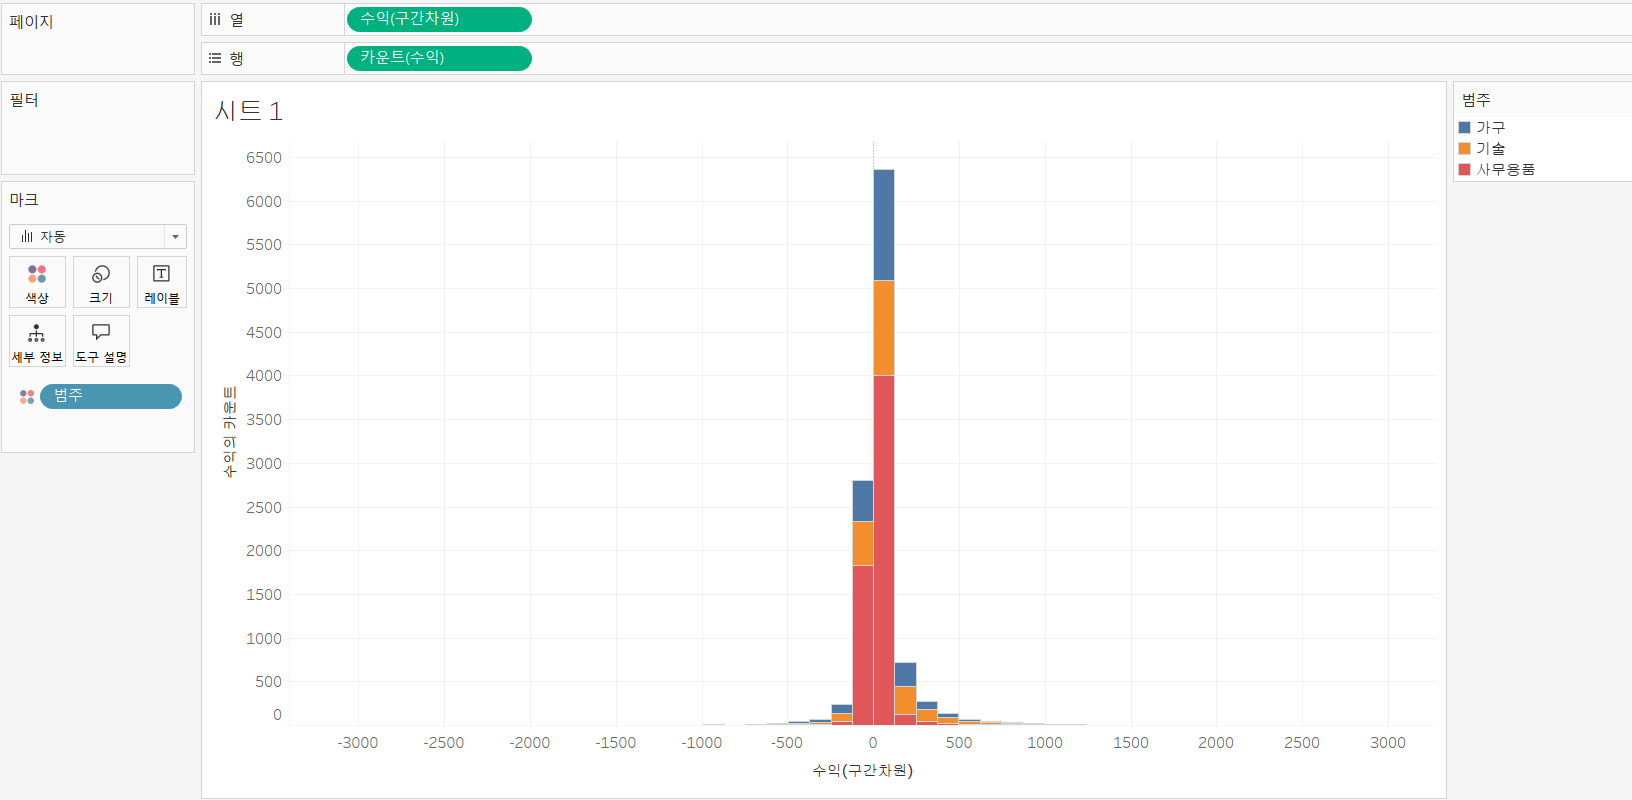 페이지
열
수익(구간차원)
행
카운트(수익)
필터
마크
자동
색상
크기
레이블
세부 정보
도구 설명
범주
시트 1
수익의 카운트
6500
6000
5500
5000
4500
4000
3500
3000
2500
2000
1500
1000
500
0
-3000 -2500 -2000 -1500 -1000 -500 0 500 1000 1500 2000 2500 3000
수익(구간차원)
범주
가구
기술
사무용품